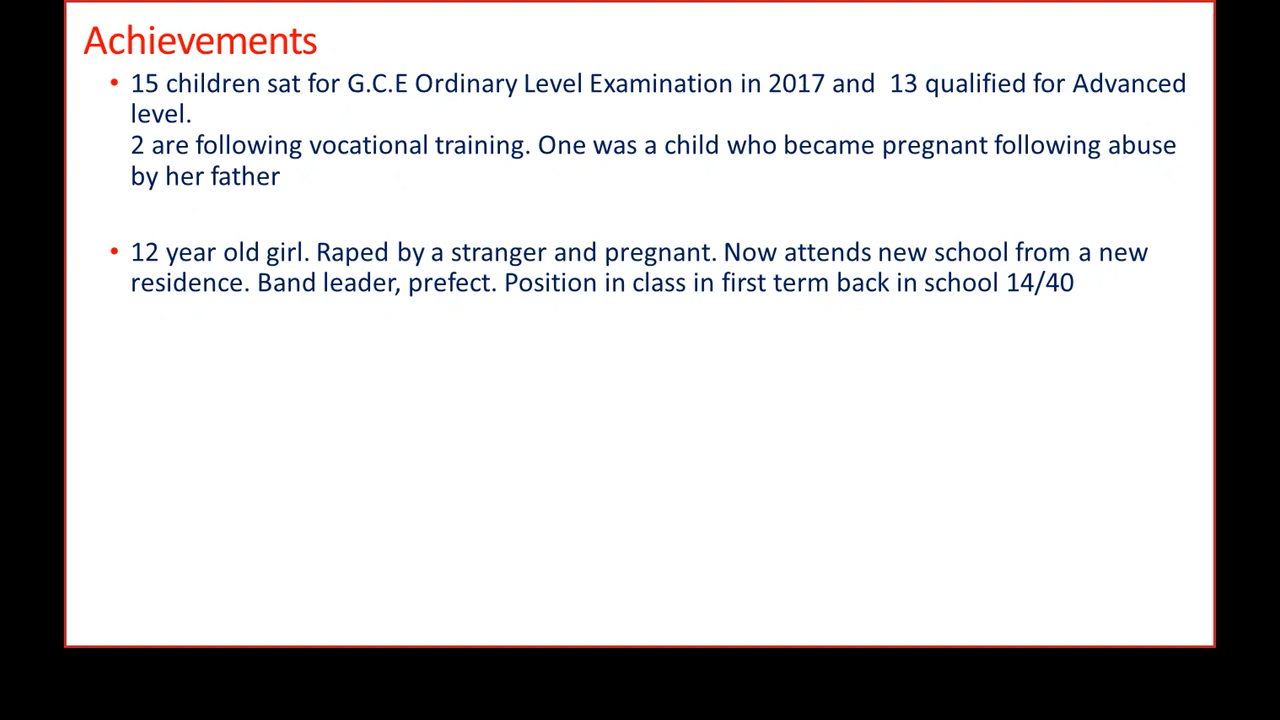 Achievements
• 15 children sat for G.C.E Ordinary Level Examination in 2017 and  13 qualified for Advanced
level.
2 are following vocational training. One was a child who became pregnant following abuse
by her father
• 12 year old girl. Raped by a stranger and pregnant. Now attends new school from a new
residence. Band leader, prefect. Position in class in first term back in school 14/40